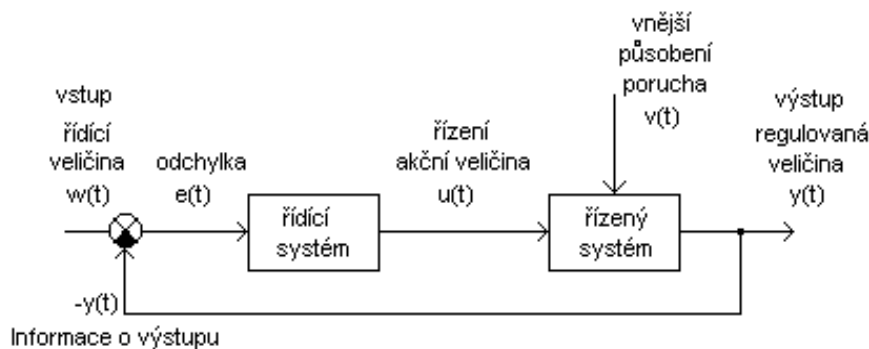 vstup
řídící
veličina
w(t)
odchylka
e(t)
řídící
systém
řízení
akční veličina
u(t)
vnější
působení
porucha
v(t)
řízený
systém
výstup
regulovaná
veličina
y(t)
-y(t)
Informace o výstupu